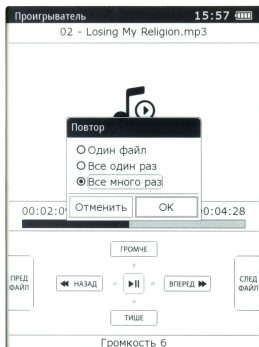 Проигрыватель 15:57
02 - Losing My Religion.mp3
Повтор
Один файл
Все один раз
Все много раз
Отменить OK
00:02:09 0:04:28
ГРОМЧЕ
ПРЕД ФАЙЛ
НАЗАД
ВПЕРЕД
СЛЕД ФАЙЛ
ТИШЕ
Громкость 6